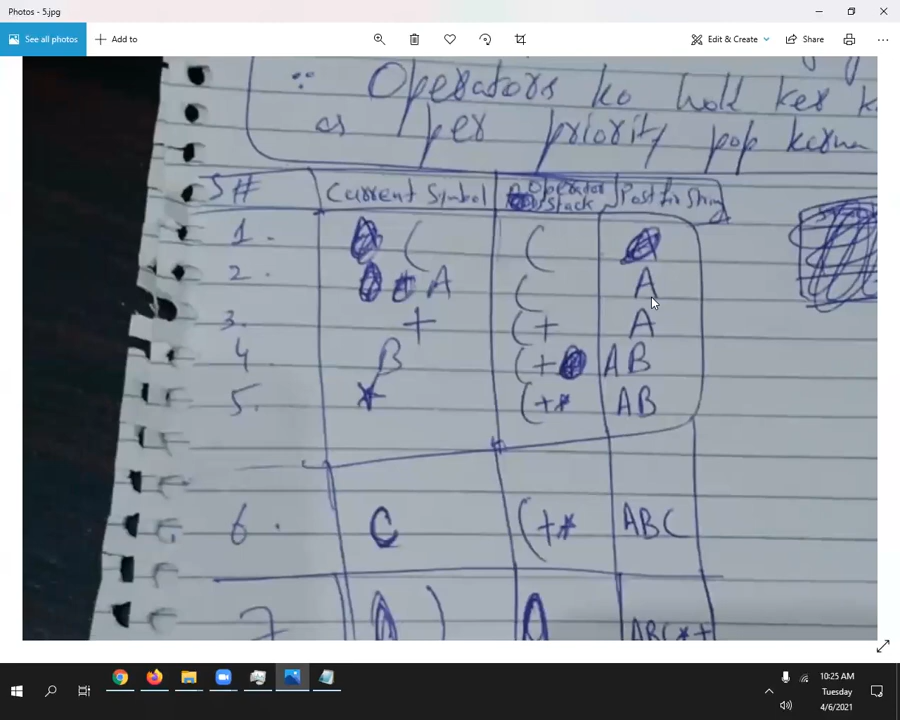 Photos - 5.jpg
See all photos
Add to
Edit & Create
Share
Operators ko hold ker
as per priority pop kerna
S# Current Symbol Operator Stack Postfix String
1. ( (
2. A ( A
3. + (+ A
4 B (+ AB
5. * (+* AB
6. C (+* ABC
7 ) ABC*+
10:25 AM
Tuesday
4/6/2021